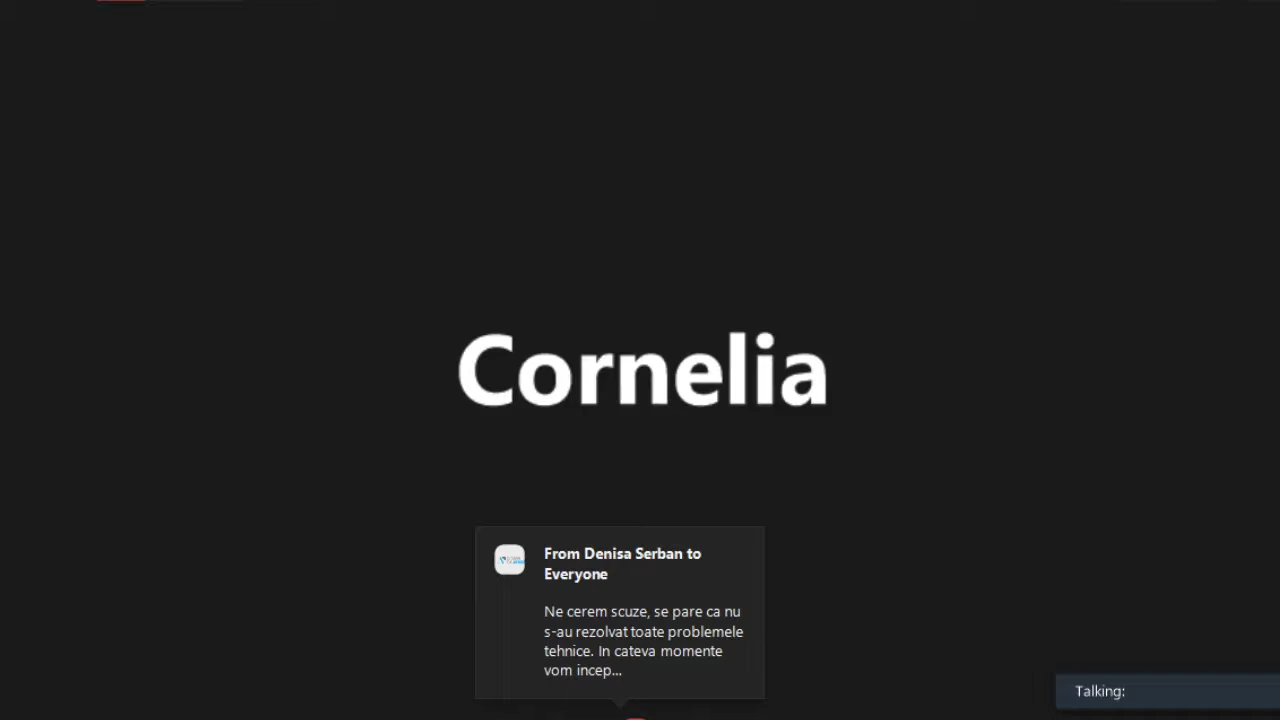 Cornelia
From Denisa Serban to
Everyone
Ne cerem scuze, se pare ca nu
s-au rezolvat toate problemele
tehnice. In cateva momente
vom incep...
Talking: